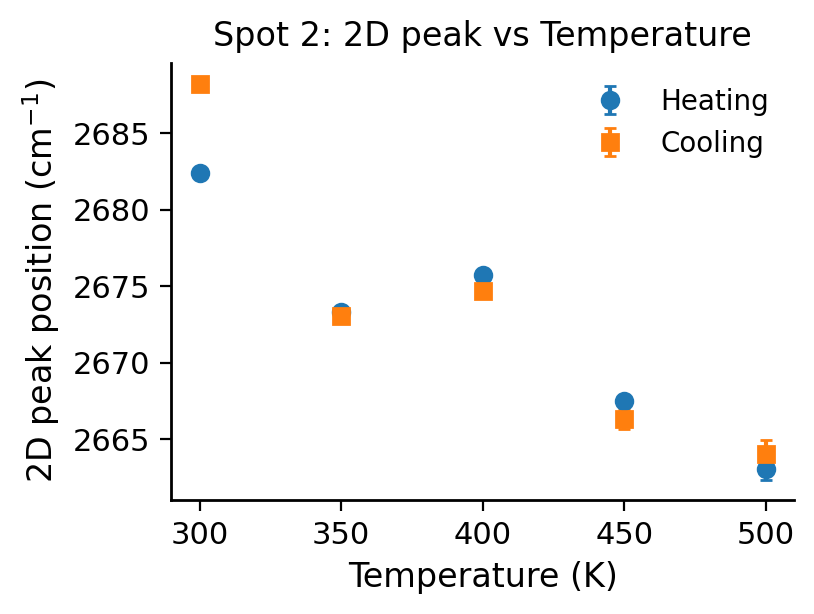 Spot 2: 2D peak vs Temperature
Heating
Cooling
2D peak position (cm⁻¹)
2685
2680
2675
2670
2665
300 350 400 450 500
Temperature (K)